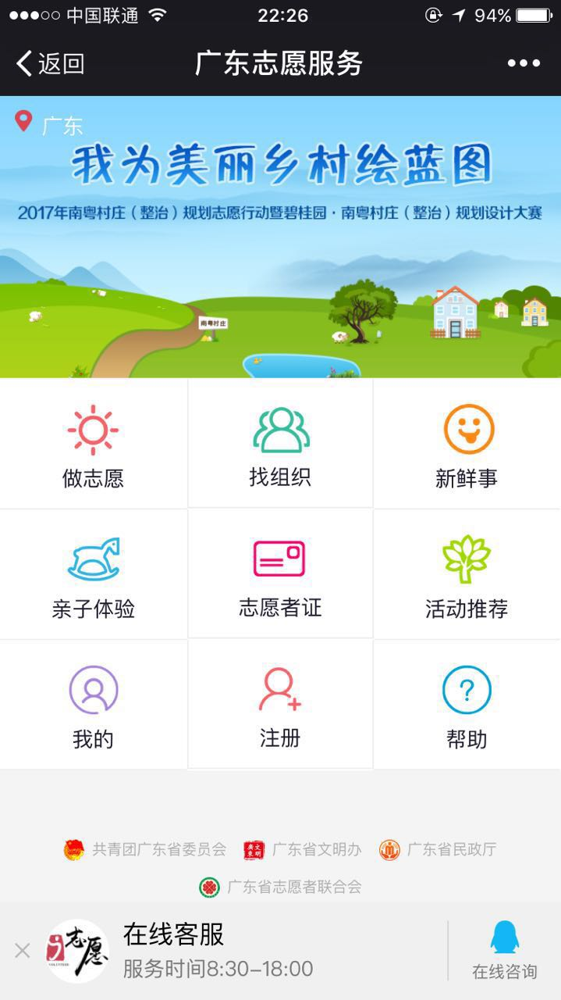 中国联通 22:26 94%
返回 广东志愿服务
广东
我为美丽乡村绘蓝图
2017年南粤村庄（整治）规划志愿行动暨碧桂园·南粤村庄（整治）规划设计大赛
南粤村庄
做志愿 找组织 新鲜事
亲子体验 志愿者证 活动推荐
我的 注册 帮助
共青团广东省委员会 广东省文明办 广东省民政厅
广东省志愿者联合会
志愿
VOLUNTEER
在线客服
服务时间8:30-18:00
在线咨询